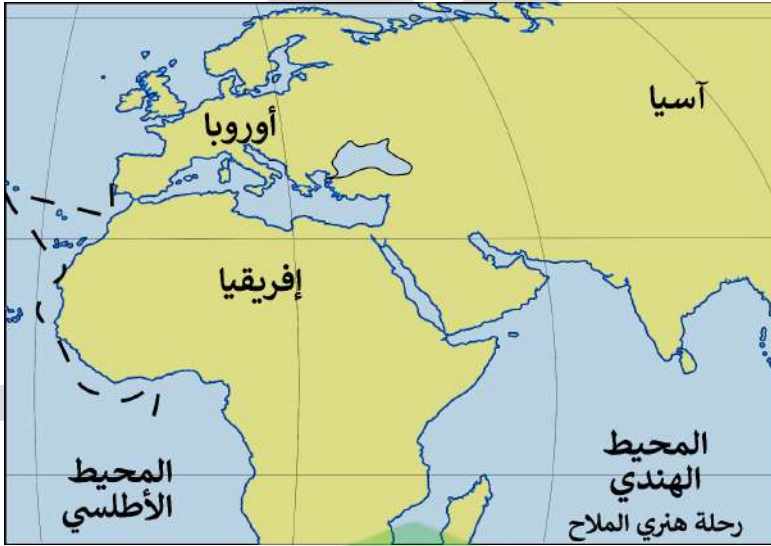 آسيا
أوروبا
إفريقيا
المحيط
الهندي
المحيط
الأطلسي
رحلة هنري الملاح